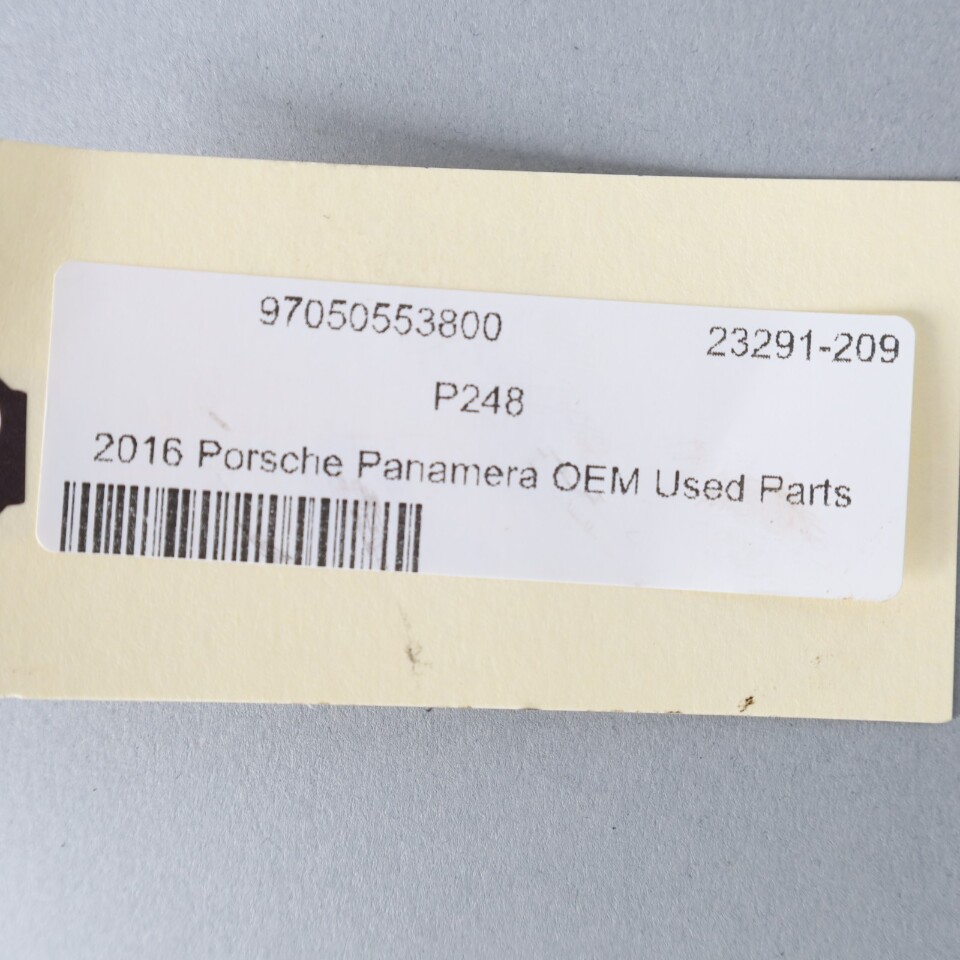 97050553800
23291-209
P248
2016 Porsche Panamera OEM Used Parts